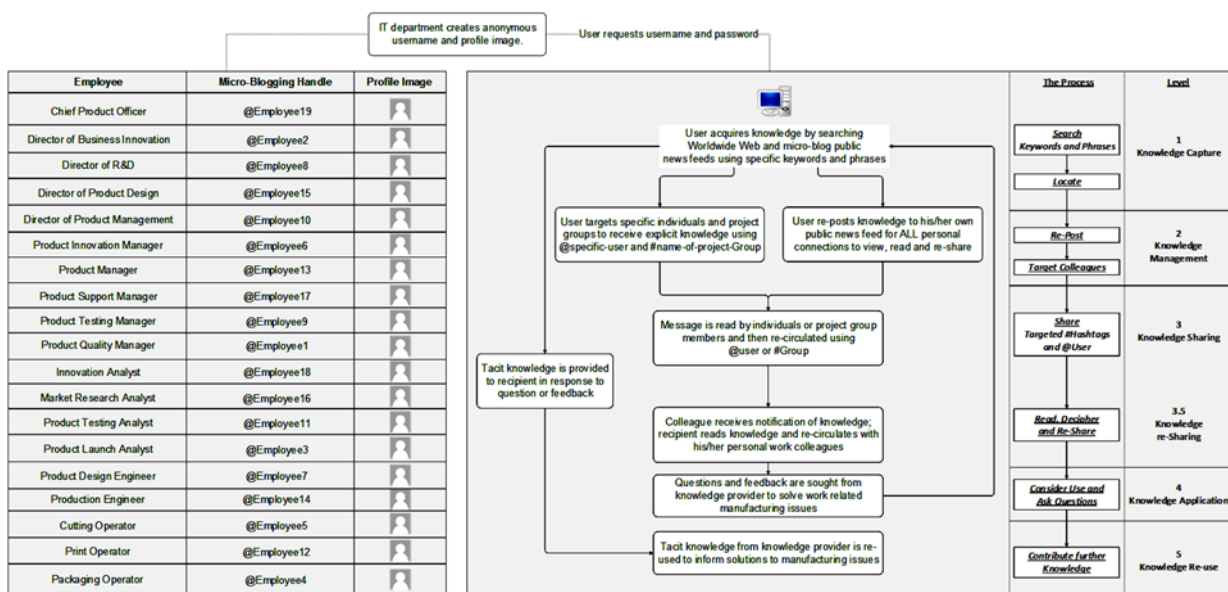 IT department creates anonymous
username and profile image.
User requests username and password
Employee Micro-Blogging Handle Profile Image
Chief Product Officer @Employee19
Director of Business Innovation @Employee2
Director of R&D @Employee8
Director of Product Design @Employee15
Director of Product Management @Employee10
Product Innovation Manager @Employee6
Product Manager @Employee13
Product Support Manager @Employee17
Product Testing Manager @Employee9
Product Quality Manager @Employee1
Innovation Analyst @Employee18
Market Research Analyst @Employee16
Product Testing Analyst @Employee11
Product Launch Analyst @Employee3
Product Design Engineer @Employee7
Production Engineer @Employee14
Cutting Operator @Employee5
Print Operator @Employee12
Packaging Operator @Employee4
User acquires knowledge by searching
Worldwide Web and micro-blog public
news feeds using specific keywords and phrases
User targets specific individuals and project
groups to receive explicit knowledge using
@specific-user and #name-of-project-Group
User re-posts knowledge to his/her own
public news feed for ALL personal
connections to view, read and re-share
Message is read by individuals or project group
members and then re-circulated using
@user or #Group
Tacit knowledge is provided
to recipient in response to
question or feedback
Colleague receives notification of knowledge;
recipient reads knowledge and re-circulates with
his/her personal work colleagues
Questions and feedback are sought from
knowledge provider to solve work related
manufacturing issues
Tacit knowledge from knowledge provider is re-
used to inform solutions to manufacturing issues
The Process Level
Search
Keywords and Phrases
Locate
1
Knowledge Capture
Re-Post
Target Colleagues
2
Knowledge
Management
Share
Targeted #Hashtags
and @User
3
Knowledge Sharing
Read, Decipher
and Re-Share
3.5
Knowledge
re-Sharing
Consider Use and
Ask Questions
4
Knowledge Application
Contribute further
Knowledge
5
Knowledge Re-use